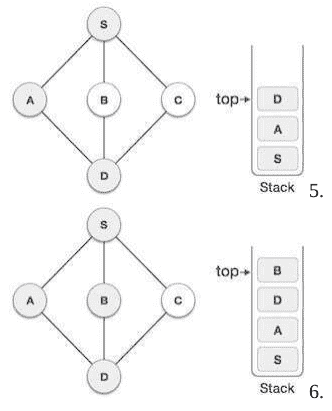 S
A B C top D
A
D S
Stack 5.
S
top B
A B C D
A
D S
Stack 6.